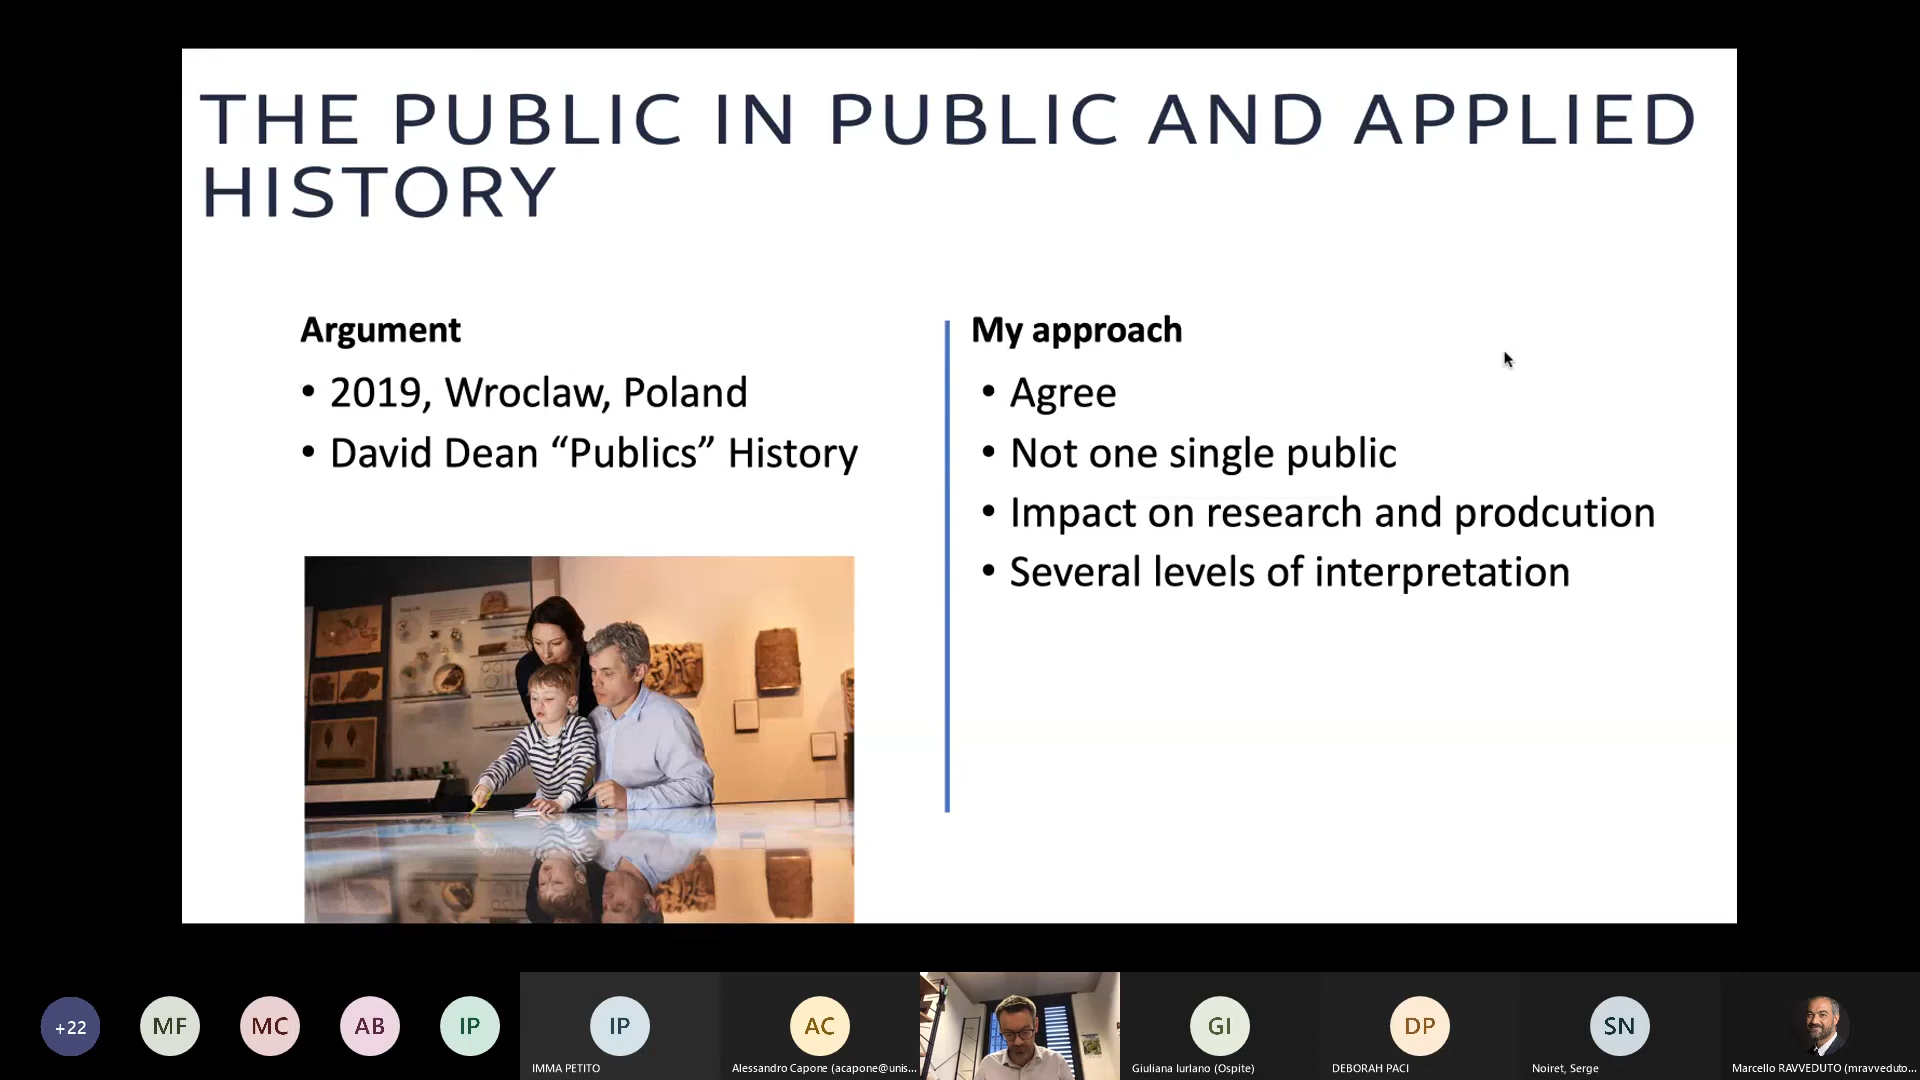 THE PUBLIC IN PUBLIC AND APPLIED
HISTORY
Argument
• 2019, Wroclaw, Poland
• David Dean “Publics” History
My approach
• Agree
• Not one single public
• Impact on research and prodcution
• Several levels of interpretation
+22
MF
MC
AB
IP
IP
IMMA PETITO
AC
Alessandro Capone (acapone@unis...
GI
Giuliana Iurlano (Ospite)
DP
DEBORAH PACI
SN
Noiret, Serge
Marcello RAVVEDUTO (mravveduto...